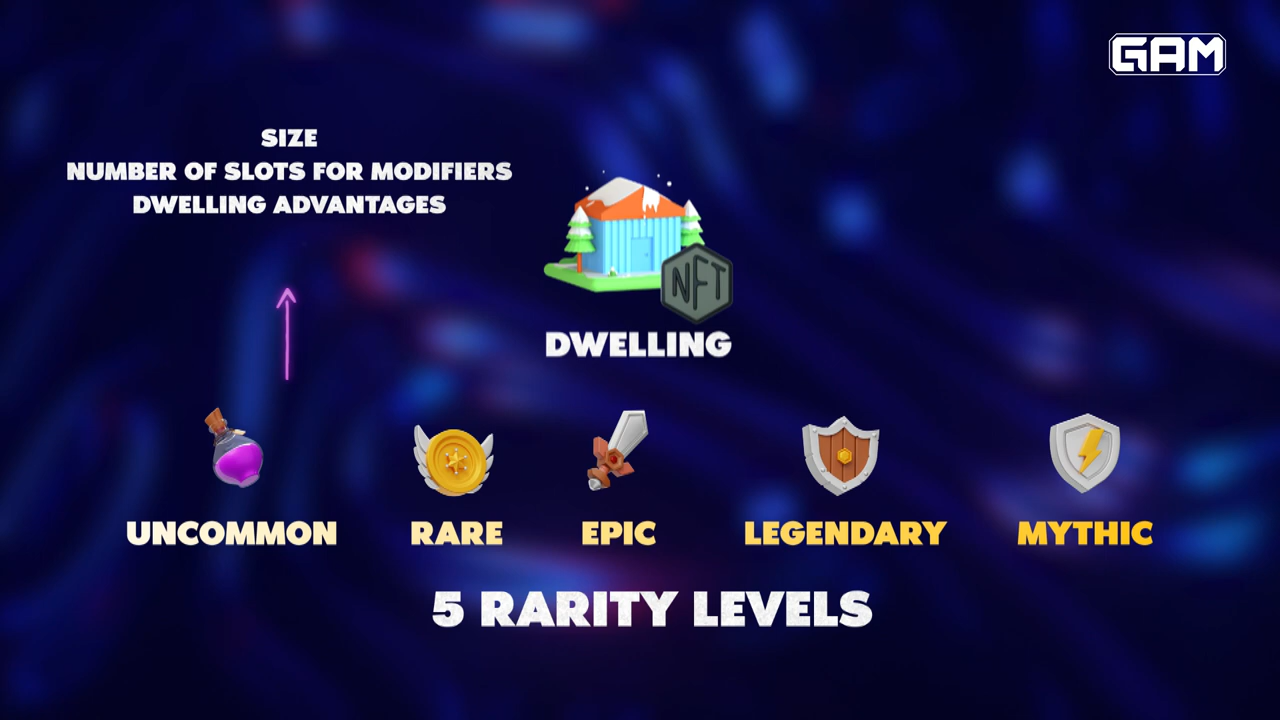 GAM
SIZE
NUMBER OF SLOTS FOR MODIFIERS
DWELLING ADVANTAGES
NFT
DWELLING
UNCOMMON
RARE
EPIC
LEGENDARY
MYTHIC
5 RARITY LEVELS